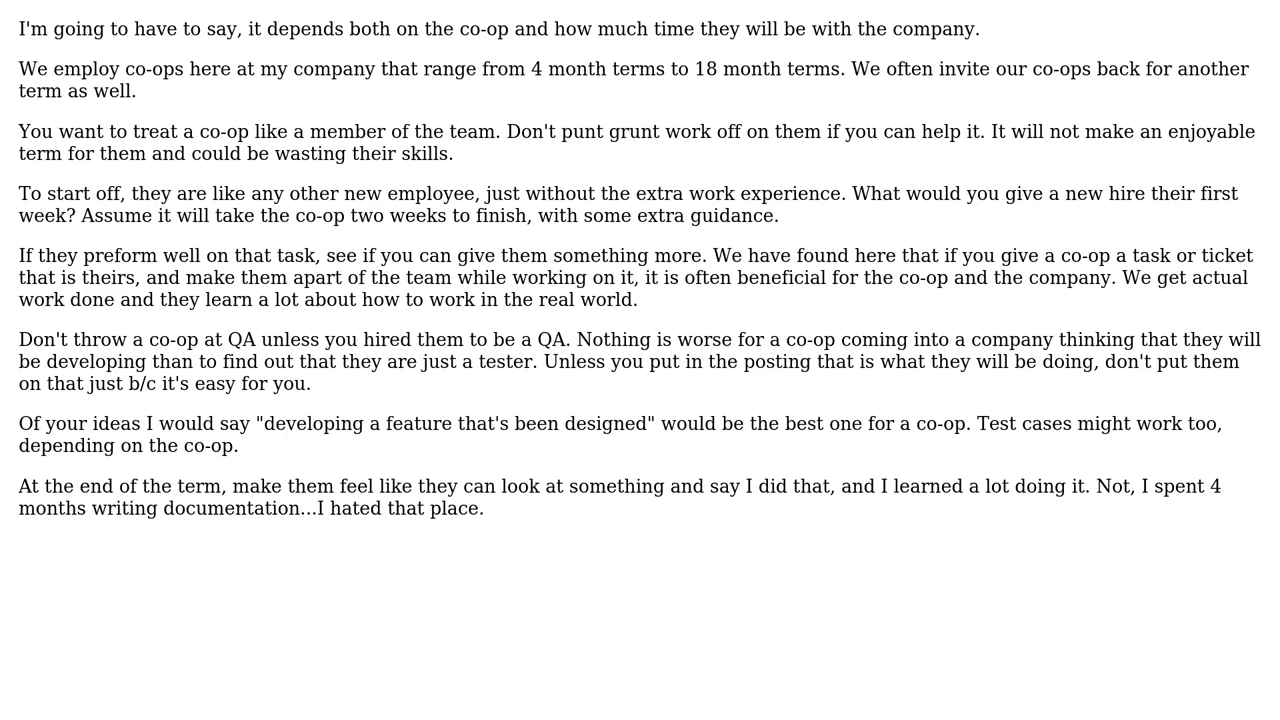 I'm going to have to say, it depends both on the co-op and how much time they will be with the company.
We employ co-ops here at my company that range from 4 month terms to 18 month terms. We often invite our co-ops back for another
term as well.
You want to treat a co-op like a member of the team. Don't punt grunt work off on them if you can help it. It will not make an enjoyable
term for them and could be wasting their skills.
To start off, they are like any other new employee, just without the extra work experience. What would you give a new hire their first
week? Assume it will take the co-op two weeks to finish, with some extra guidance.
If they preform well on that task, see if you can give them something more. We have found here that if you give a co-op a task or ticket
that is theirs, and make them apart of the team while working on it, it is often beneficial for the co-op and the company. We get actual
work done and they learn a lot about how to work in the real world.
Don't throw a co-op at QA unless you hired them to be a QA. Nothing is worse for a co-op coming into a company thinking that they will
be developing than to find out that they are just a tester. Unless you put in the posting that is what they will be doing, don't put them
on that just b/c it's easy for you.
Of your ideas I would say "developing a feature that's been designed" would be the best one for a co-op. Test cases might work too,
depending on the co-op.
At the end of the term, make them feel like they can look at something and say I did that, and I learned a lot doing it. Not, I spent 4
months writing documentation...I hated that place.